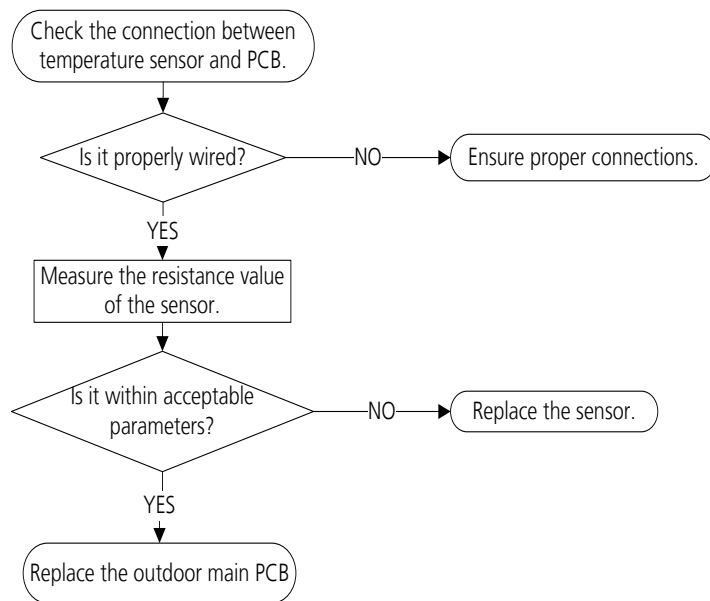 Check the connection between
temperature sensor and PCB.
Is it properly wired?
NO
Ensure proper connections.
YES
Measure the resistance value
of the sensor.
Is it within acceptable
parameters?
NO
Replace the sensor.
YES
Replace the outdoor main PCB